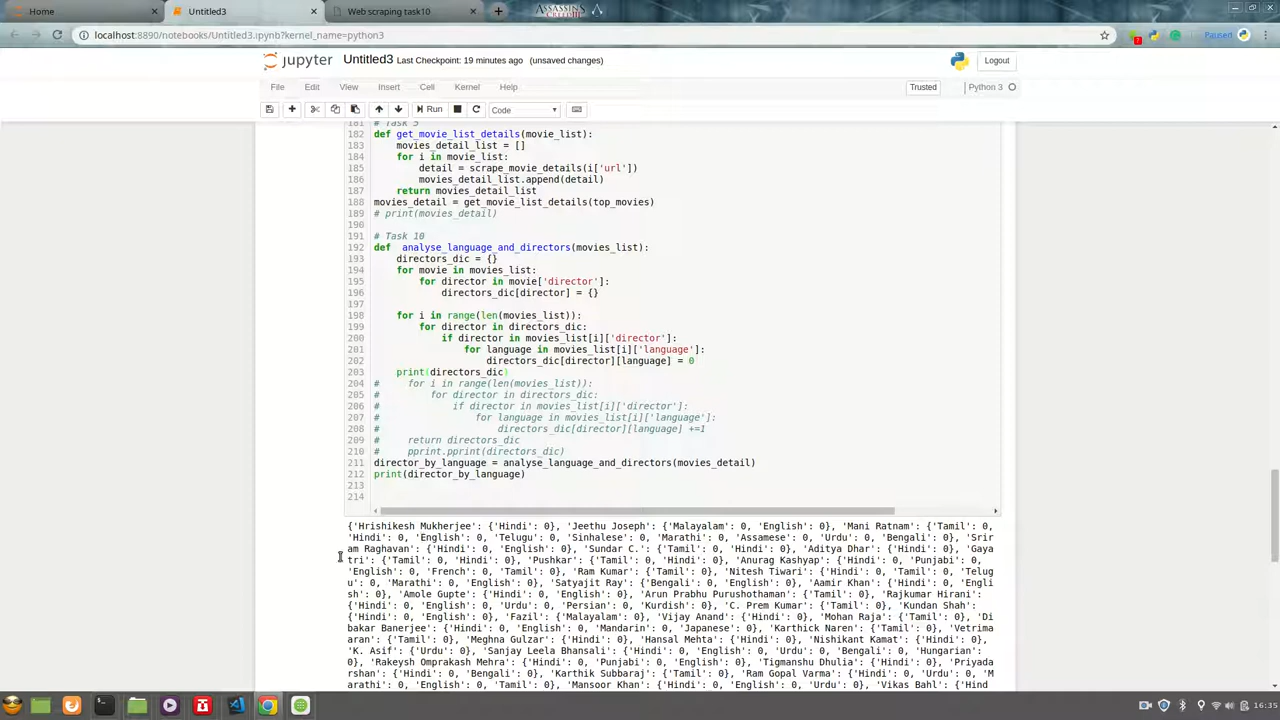 Home
Untitled3
Web scraping task10
localhost:8890/notebooks/Untitled3.ipynb?kernel_name=python3
Paused
jupyter Untitled3 Last Checkpoint: 19 minutes ago (unsaved changes)
Logout
File Edit View Insert Cell Kernel Help
Trusted
Python 3
Run
Code
181 # Task 5
182 def get_movie_list_details(movie_list):
183     movies_detail_list = []
184     for i in movie_list:
185         detail = scrape_movie_details(i['url'])
186         movies_detail_list.append(detail)
187     return movies_detail_list
188 movies_detail = get_movie_list_details(top_movies)
189 # print(movies_detail)
190
191 # Task 10
192 def  analyse_language_and_directors(movies_list):
193     directors_dic = {}
194     for movie in movies_list:
195         for director in movie['director']:
196             directors_dic[director] = {}
197
198     for i in range(len(movies_list)):
199         for director in directors_dic:
200             if director in movies_list[i]['director']:
201                 for language in movies_list[i]['language']:
202                     directors_dic[director][language] = 0
203     print(directors_dic)
204 #     for i in range(len(movies_list)):
205 #         for director in directors_dic:
206 #             if director in movies_list[i]['director']:
207 #                 for language in movies_list[i]['language']:
208 #                     directors_dic[director][language] +=1
209 #     return directors_dic
210 #     pprint.pprint(directors_dic)
211 director_by_language = analyse_language_and_directors(movies_detail)
212 print(director_by_language)
213
214
{'Hrishikesh Mukherjee': {'Hindi': 0}, 'Jeethu Joseph': {'Malayalam': 0, 'English': 0}, 'Mani Ratnam': {'Tamil': 0,
'Hindi': 0, 'English': 0, 'Telugu': 0, 'Sinhalese': 0, 'Marathi': 0, 'Assamese': 0, 'Urdu': 0, 'Bengali': 0}, 'Srir
am Raghavan': {'Hindi': 0, 'English': 0}, 'Sundar C.': {'Tamil': 0, 'Hindi': 0}, 'Aditya Dhar': {'Hindi': 0}, 'Gaya
tri': {'Tamil': 0, 'Hindi': 0}, 'Pushkar': {'Tamil': 0, 'Hindi': 0}, 'Anurag Kashyap': {'Hindi': 0, 'Punjabi': 0,
'English': 0, 'French': 0, 'Tamil': 0}, 'Ram Kumar': {'Tamil': 0}, 'Nitesh Tiwari': {'Hindi': 0, 'Tamil': 0, 'Telug
u': 0, 'Marathi': 0, 'English': 0}, 'Satyajit Ray': {'Bengali': 0, 'English': 0}, 'Aamir Khan': {'Hindi': 0, 'Engli
sh': 0}, 'Amole Gupte': {'Hindi': 0, 'English': 0}, 'Arun Prabhu Purushothaman': {'Tamil': 0}, 'Rajkumar Hirani':
{'Hindi': 0, 'English': 0, 'Urdu': 0, 'Persian': 0, 'Kurdish': 0}, 'C. Prem Kumar': {'Tamil': 0}, 'Kundan Shah':
{'Hindi': 0, 'English': 0}, 'Fazil': {'Malayalam': 0}, 'Vijay Anand': {'Hindi': 0}, 'Mohan Raja': {'Tamil': 0}, 'Di
bakar Banerjee': {'Hindi': 0, 'English': 0, 'Mandarin': 0, 'Japanese': 0}, 'Karthick Naren': {'Tamil': 0}, 'Vetrima
aran': {'Tamil': 0}, 'Meghna Gulzar': {'Hindi': 0}, 'Hansal Mehta': {'Hindi': 0}, 'Nishikant Kamat': {'Hindi': 0},
'K. Asif': {'Urdu': 0}, 'Sanjay Leela Bhansali': {'Hindi': 0, 'English': 0, 'Urdu': 0, 'Bengali': 0, 'Hungarian':
0}, 'Rakeysh Omprakash Mehra': {'Hindi': 0, 'Punjabi': 0, 'English': 0}, 'Tigmanshu Dhulia': {'Hindi': 0}, 'Priyada
rshan': {'Hindi': 0, 'Bengali': 0}, 'Karthik Subbaraj': {'Tamil': 0}, 'Ram Gopal Varma': {'Hindi': 0, 'Urdu': 0, 'M
arathi': 0, 'English': 0, 'Tamil': 0}, 'Mansoor Khan': {'Hindi': 0, 'English': 0, 'Urdu': 0}, 'Vikas Bahl': {'Hind
16:35